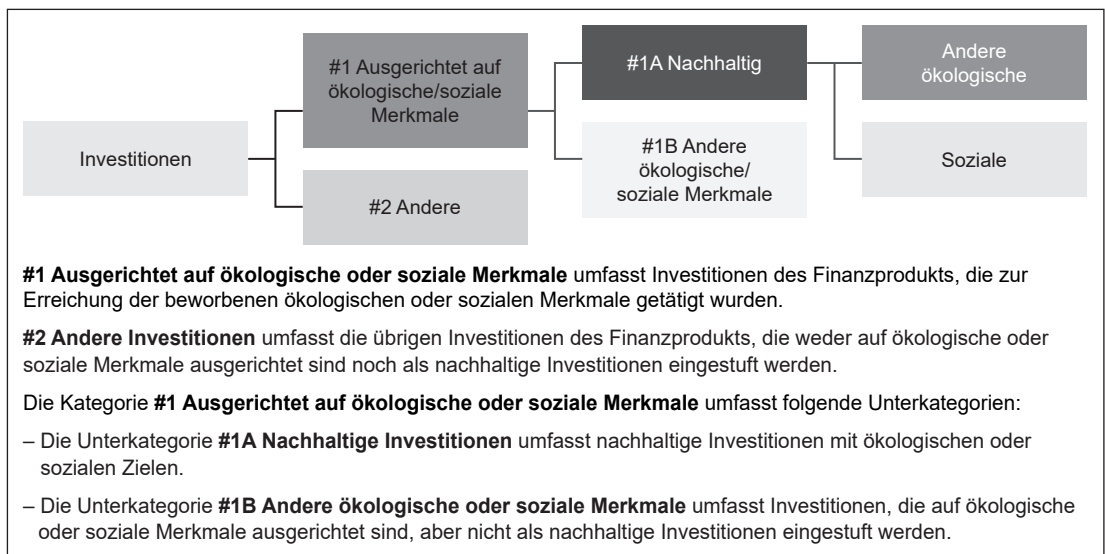 Investitionen
#1 Ausgerichtet auf
ökologische/soziale
Merkmale
#2 Andere
#1A Nachhaltig
#1B Andere
ökologische/
soziale Merkmale
Andere
ökologische
Soziale
#1 Ausgerichtet auf ökologische oder soziale Merkmale umfasst Investitionen des Finanzprodukts, die zur
Erreichung der beworbenen ökologischen oder sozialen Merkmale getätigt wurden.
#2 Andere Investitionen umfasst die übrigen Investitionen des Finanzprodukts, die weder auf ökologische oder
soziale Merkmale ausgerichtet sind noch als nachhaltige Investitionen eingestuft werden.
Die Kategorie #1 Ausgerichtet auf ökologische oder soziale Merkmale umfasst folgende Unterkategorien:
– Die Unterkategorie #1A Nachhaltige Investitionen umfasst nachhaltige Investitionen mit ökologischen oder
sozialen Zielen.
– Die Unterkategorie #1B Andere ökologische oder soziale Merkmale umfasst Investitionen, die auf ökologische
oder soziale Merkmale ausgerichtet sind, aber nicht als nachhaltige Investitionen eingestuft werden.